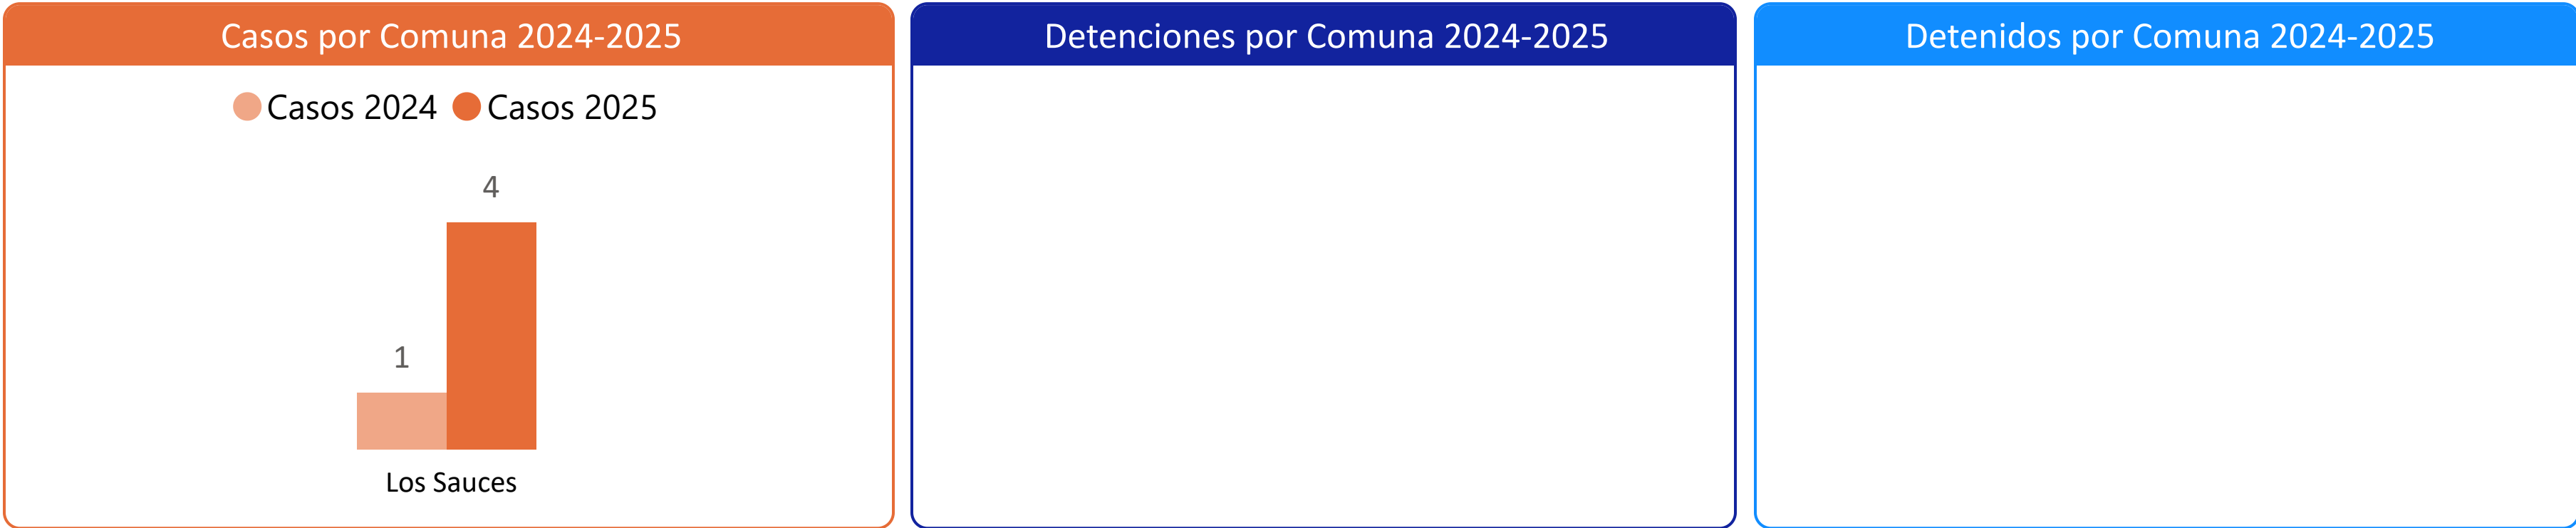 Casos por Comuna 2024-2025
Casos 2024 Casos 2025
4
1
Los Sauces
Detenciones por Comuna 2024-2025
Detenidos por Comuna 2024-2025